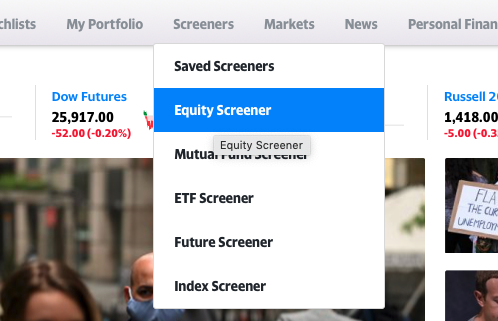 chlists My Portfolio Screeners Markets News Personal Finan
Saved Screeners
Equity Screener
Equity Screener
Mutual Fund Screener
ETF Screener
Future Screener
Index Screener
Dow Futures
25,917.00
-52.00 (-0.20%)
Russell 2
1,418.00
-5.00 (-0.3
FLA
THE CUR
UNEMPLOYM